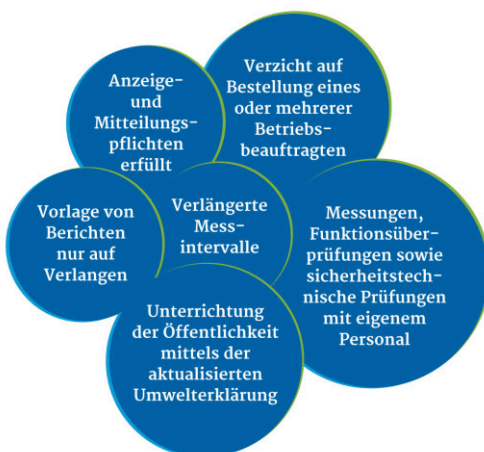 Anzeige-
und
Mitteilungs-
pflichten
erfüllt
Verzicht auf
Bestellung eines
oder mehrerer
Betriebs-
beauftragten
Vorlage von
Berichten
nur auf
Verlangen
Verlängerte
Mess-
intervalle
Messungen,
Funktionsüber-
prüfungen sowie
sicherheitstech-
nische Prüfungen
mit eigenem
Personal
Unterrichtung
der Öffentlichkeit
mittels der
aktualisierten
Umwelterklärung